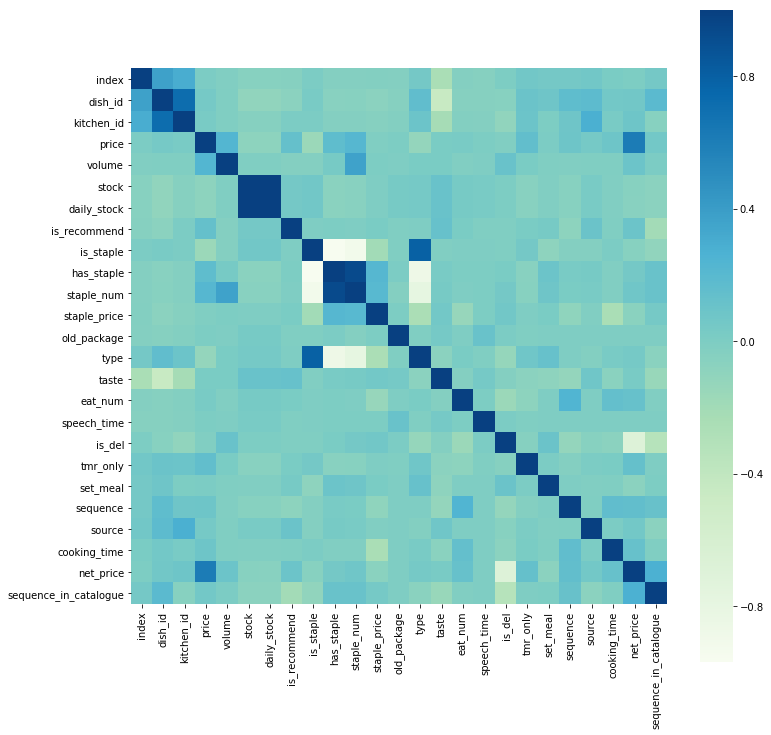 index
dish_id
kitchen_id
price
volume
stock
daily_stock
is_recommend
is_staple
has_staple
staple_num
staple_price
old_package
type
taste
eat_num
speech_time
is_del
tmr_only
set_meal
sequence
source
cooking_time
net_price
sequence_in_catalogue
index
dish_id
kitchen_id
price
volume
stock
daily_stock
is_recommend
is_staple
has_staple
staple_num
staple_price
old_package
type
taste
eat_num
speech_time
is_del
tmr_only
set_meal
sequence
source
cooking_time
net_price
sequence_in_catalogue
0.8
0.4
0.0
−0.4
−0.8